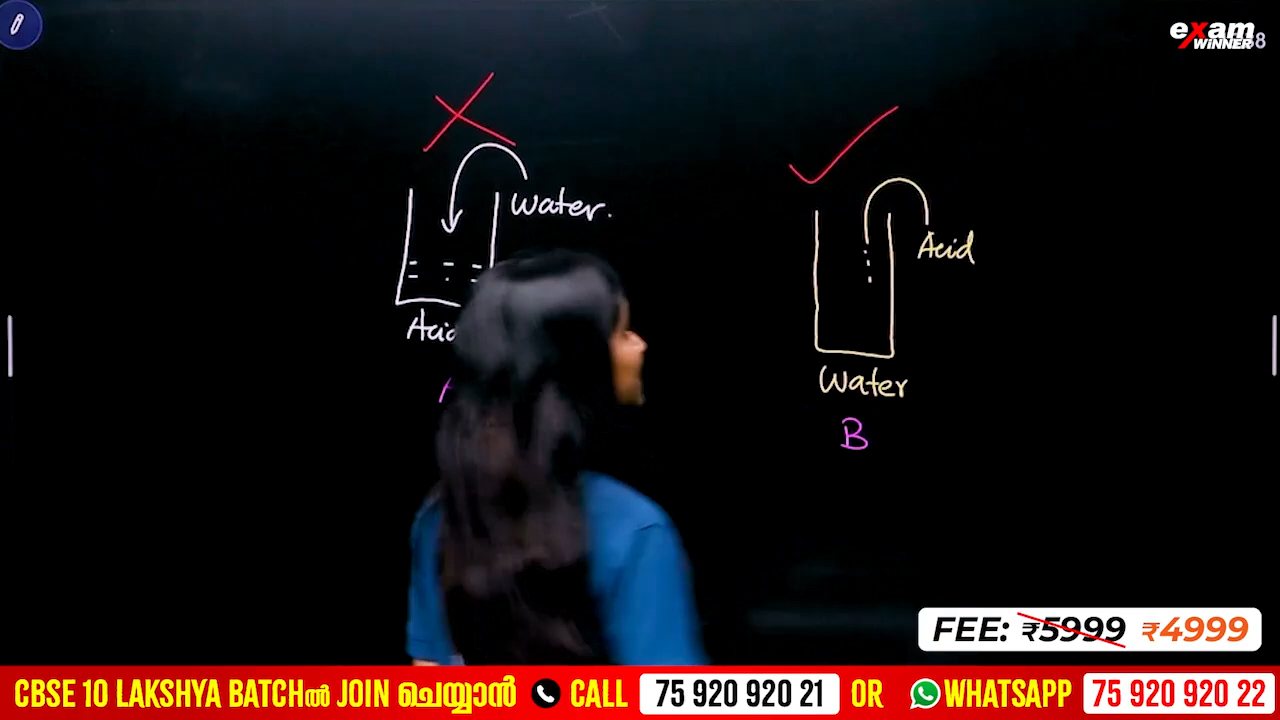 exam
WINNER
Water.
Acid
Acid
Water
B
FEE: ₹5999 ₹4999
CBSE 10 LAKSHYA BATCHൽ JOIN ചെയ്യാൻ CALL 75 920 920 21 OR WHATSAPP 75 920 920 22